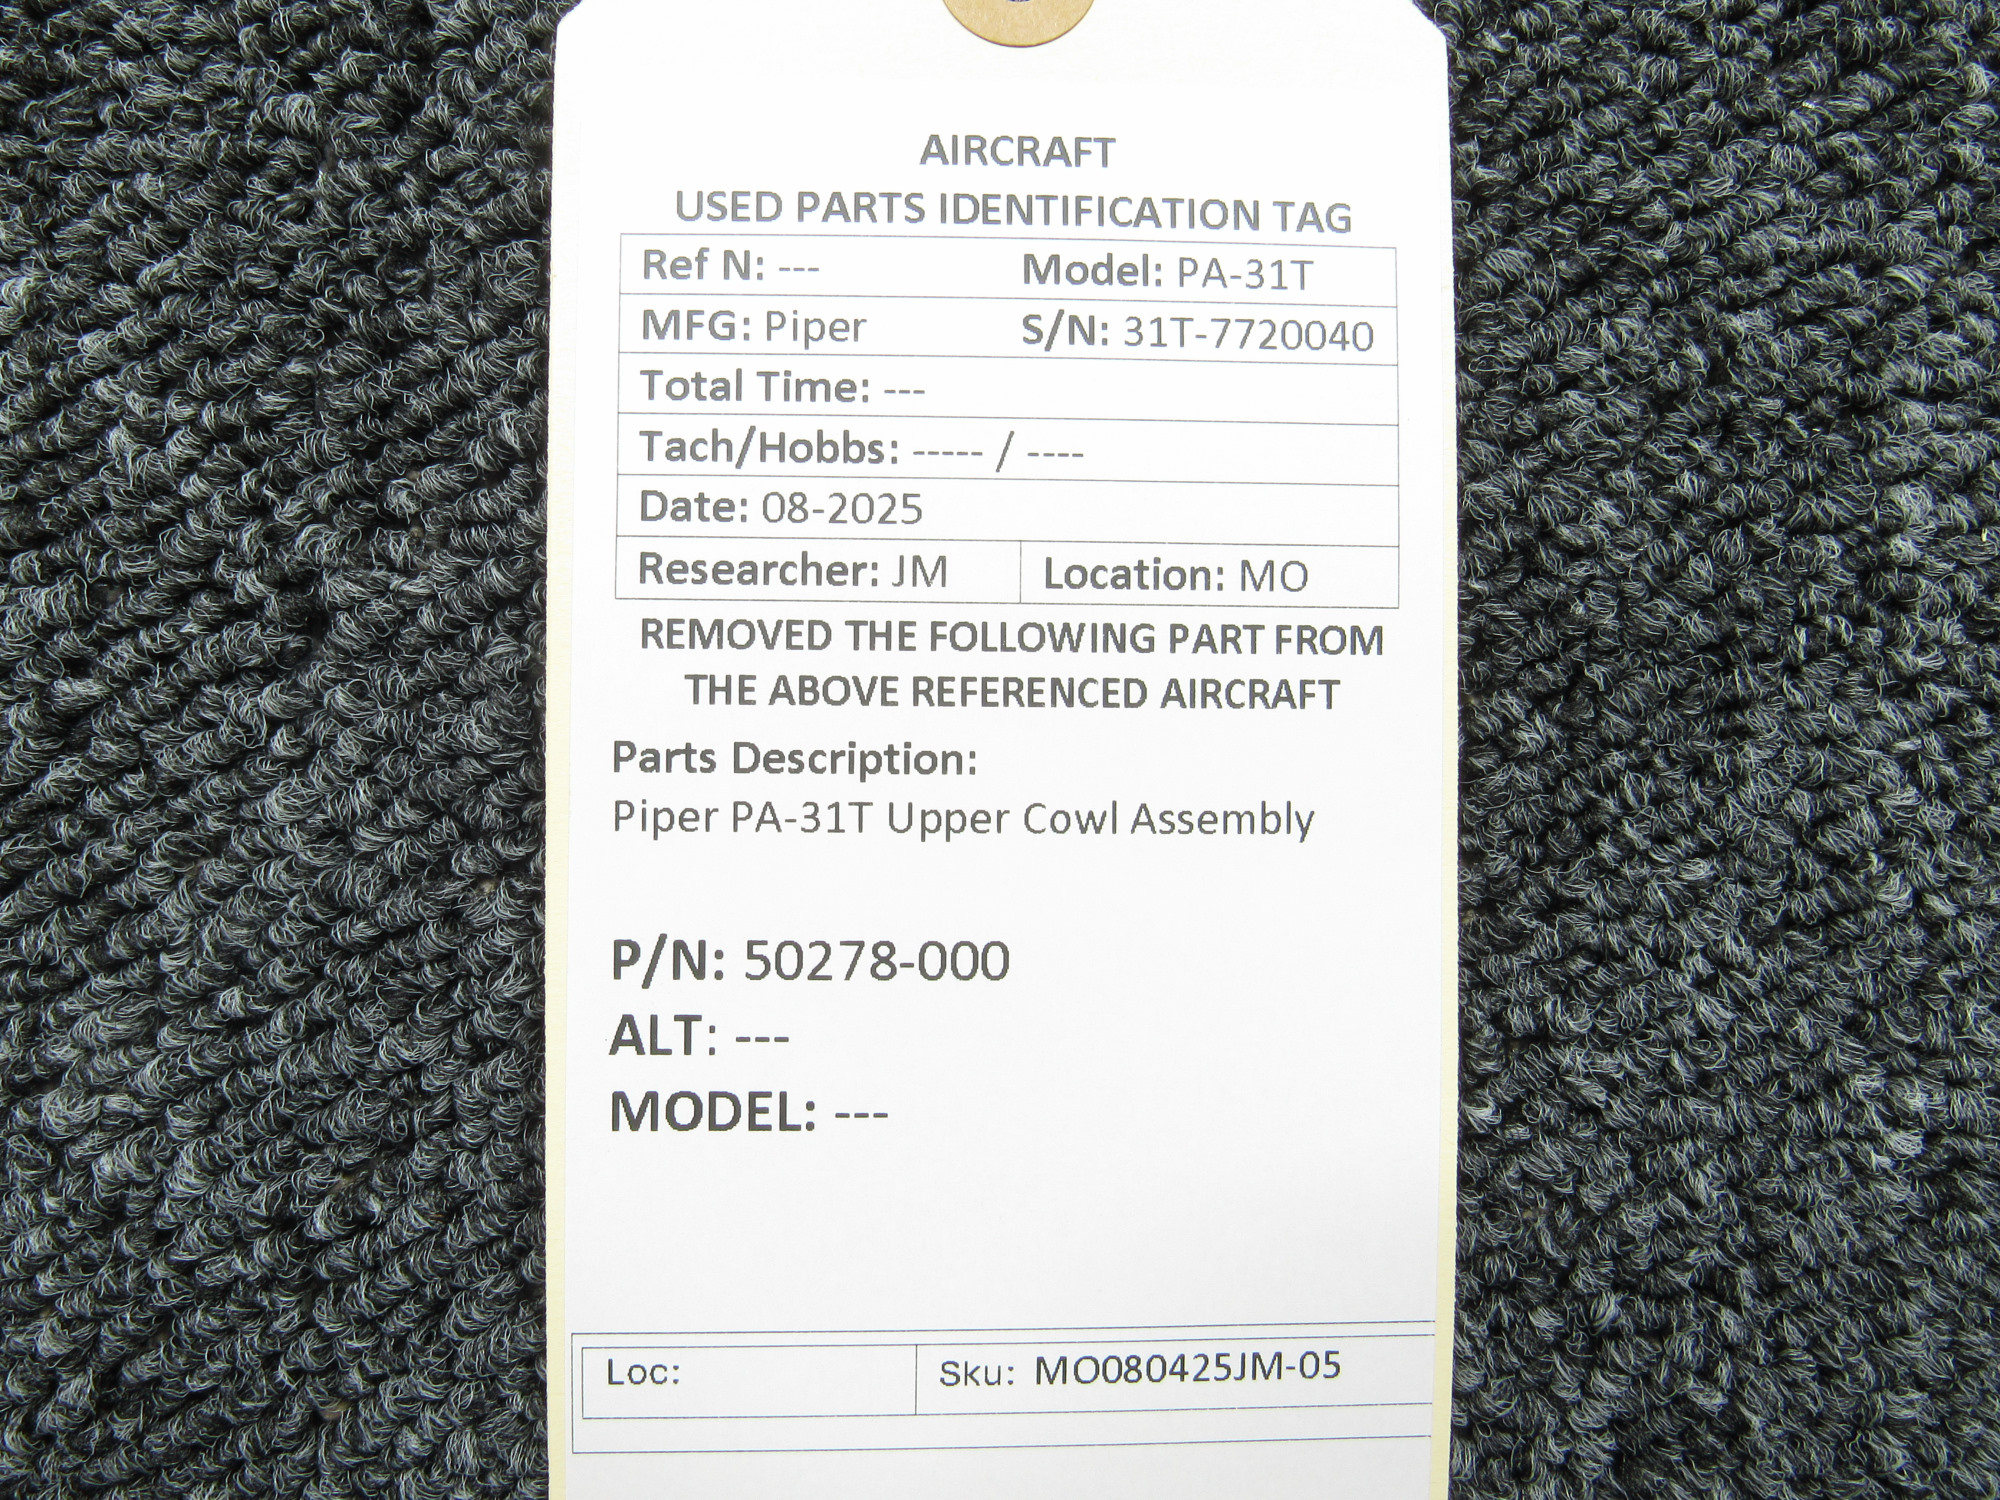 AIRCRAFT
USED PARTS IDENTIFICATION TAG
Ref N: --- Model: PA-31T
MFG: Piper S/N: 31T-7720040
Total Time: ---
Tach/Hobbs: ----- / ----
Date: 08-2025
Researcher: JM Location: MO
REMOVED THE FOLLOWING PART FROM
THE ABOVE REFERENCED AIRCRAFT
Parts Description:
Piper PA-31T Upper Cowl Assembly
P/N: 50278-000
ALT: ---
MODEL: ---
Loc: Sku: MO080425JM-05